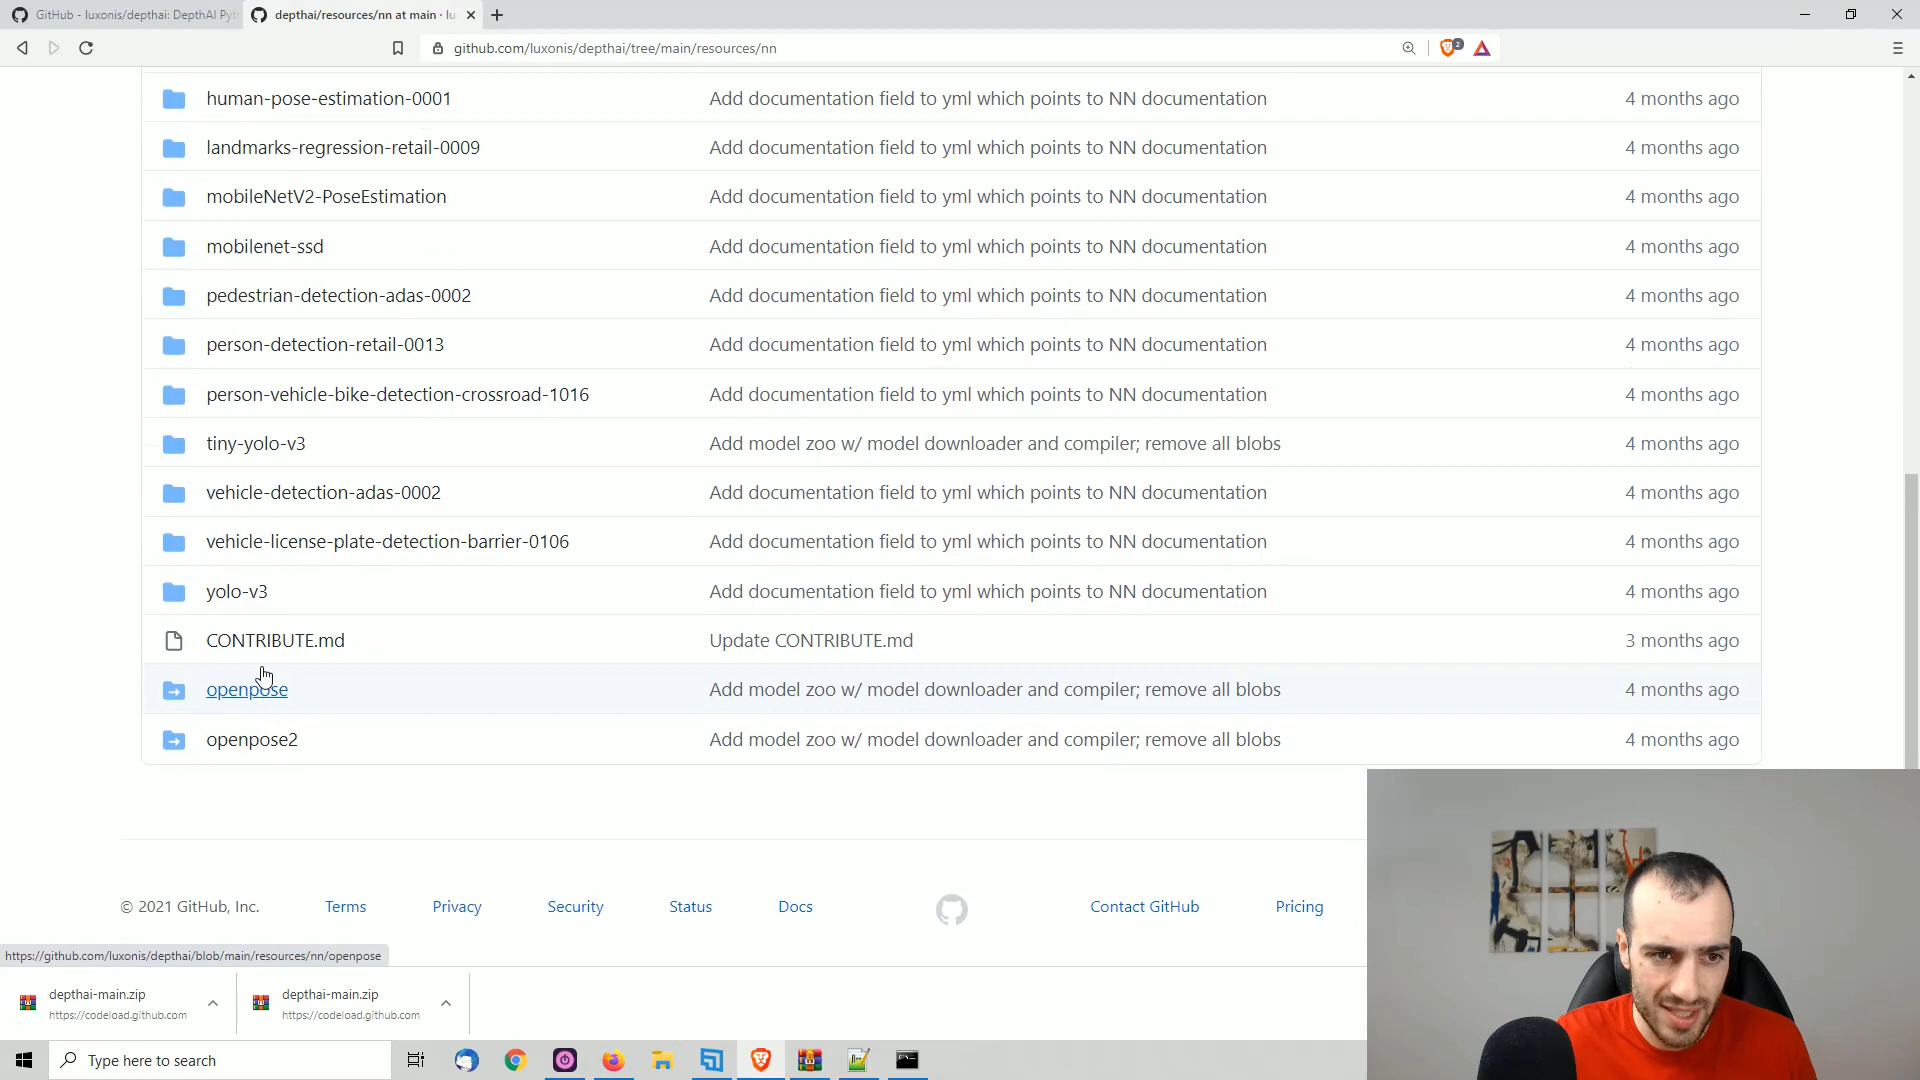 GitHub - luxonis/depthai: DepthAI Pyt
depthai/resources/nn at main · lu
github.com/luxonis/depthai/tree/main/resources/nn
2
human-pose-estimation-0001 Add documentation field to yml which points to NN documentation 4 months ago
landmarks-regression-retail-0009 Add documentation field to yml which points to NN documentation 4 months ago
mobileNetV2-PoseEstimation Add documentation field to yml which points to NN documentation 4 months ago
mobilenet-ssd Add documentation field to yml which points to NN documentation 4 months ago
pedestrian-detection-adas-0002 Add documentation field to yml which points to NN documentation 4 months ago
person-detection-retail-0013 Add documentation field to yml which points to NN documentation 4 months ago
person-vehicle-bike-detection-crossroad-1016 Add documentation field to yml which points to NN documentation 4 months ago
tiny-yolo-v3 Add model zoo w/ model downloader and compiler; remove all blobs 4 months ago
vehicle-detection-adas-0002 Add documentation field to yml which points to NN documentation 4 months ago
vehicle-license-plate-detection-barrier-0106 Add documentation field to yml which points to NN documentation 4 months ago
yolo-v3 Add documentation field to yml which points to NN documentation 4 months ago
CONTRIBUTE.md Update CONTRIBUTE.md 3 months ago
openpose Add model zoo w/ model downloader and compiler; remove all blobs 4 months ago
openpose2 Add model zoo w/ model downloader and compiler; remove all blobs 4 months ago
© 2021 GitHub, Inc. Terms Privacy Security Status Docs Contact GitHub Pricing
https://github.com/luxonis/depthai/blob/main/resources/nn/openpose
depthai-main.zip
https://codeload.github.com
depthai-main.zip
https://codeload.github.com
Type here to search